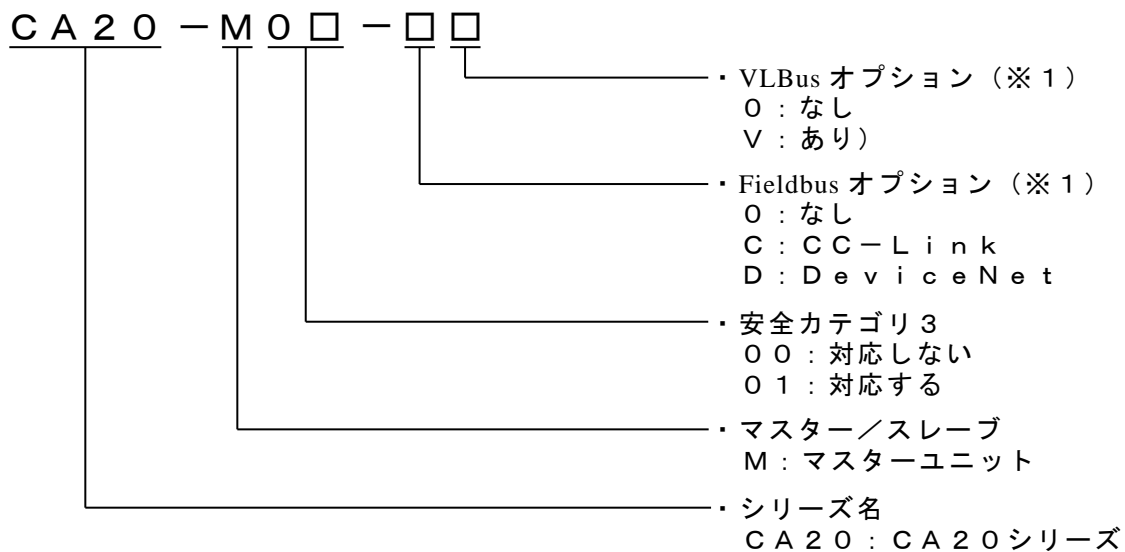 CA20－M0□－□□
・VLBus オプション（※１）
０：なし
Ｖ：あり）
・Fieldbus オプション（※１）
０：なし
Ｃ：ＣＣ－Ｌｉｎｋ
Ｄ：ＤｅｖｉｃｅＮｅｔ
・安全カテゴリ３
００：対応しない
０１：対応する
・マスター／スレーブ
Ｍ：マスターユニット
・シリーズ名
ＣＡ２０：ＣＡ２０シリーズ